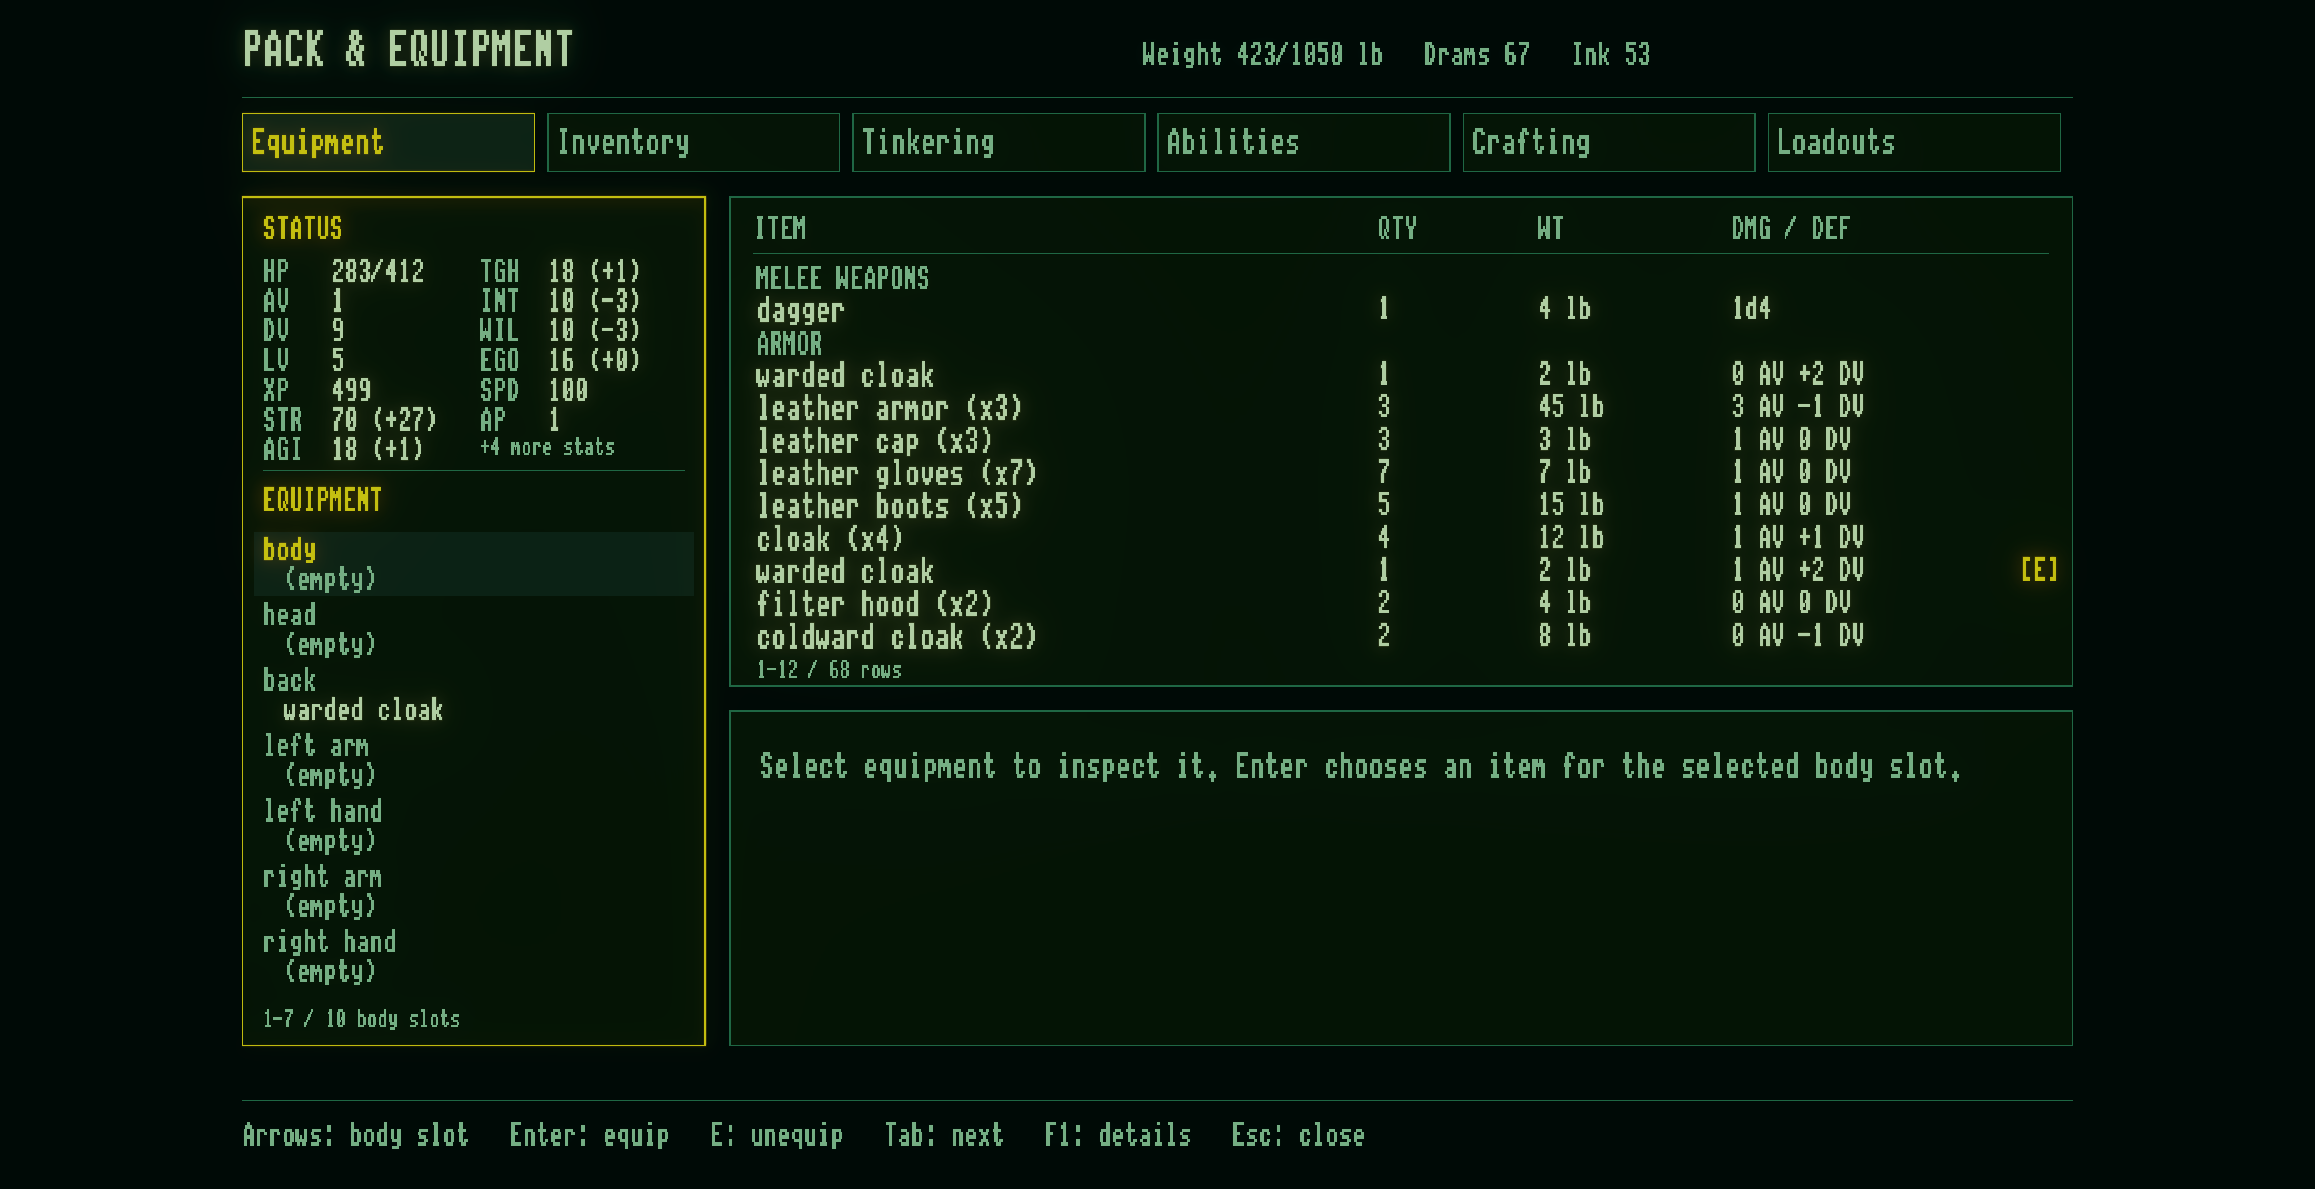 PACK & EQUIPMENT
Weight 423/1050 lb Drams 67 Ink 53
Equipment Inventory Tinkering Abilities Crafting Loadouts
STATUS
HP 283/412 TGH 18 (+1)
AV 1 INT 10 (-3)
DV 9 WIL 10 (-3)
LV 5 EGO 16 (+0)
XP 499 SPD 100
STR 70 (+27) AP 1
AGI 18 (+1) +4 more stats
EQUIPMENT
body
(empty)
head
(empty)
back
warded cloak
left arm
(empty)
left hand
(empty)
right arm
(empty)
right hand
(empty)
1-7 / 10 body slots
ITEM QTY WT DMG / DEF
MELEE WEAPONS
dagger 1 4 lb 1d4
ARMOR
warded cloak 1 2 lb 0 AV +2 DV
leather armor (x3) 3 45 lb 3 AV -1 DV
leather cap (x3) 3 3 lb 1 AV 0 DV
leather gloves (x7) 7 7 lb 1 AV 0 DV
leather boots (x5) 5 15 lb 1 AV 0 DV
cloak (x4) 4 12 lb 1 AV +1 DV
warded cloak 1 2 lb 1 AV +2 DV [E]
filter hood (x2) 2 4 lb 0 AV 0 DV
coldward cloak (x2) 2 8 lb 0 AV -1 DV
1-12 / 68 rows
Select equipment to inspect it. Enter chooses an item for the selected body slot.
Arrows: body slot Enter: equip E: unequip Tab: next F1: details Esc: close